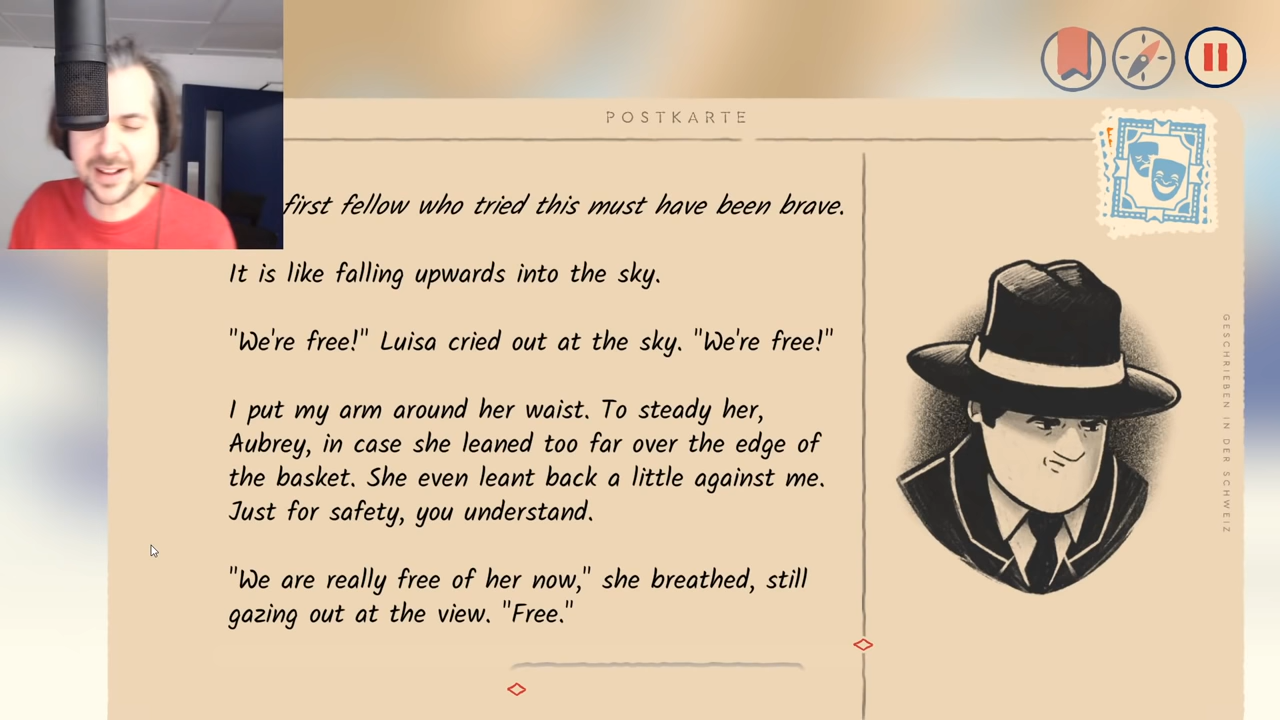 POSTKARTE
first fellow who tried this must have been brave.
It is like falling upwards into the sky.
"We're free!" Luisa cried out at the sky. "We're free!"
I put my arm around her waist. To steady her,
Aubrey, in case she leaned too far over the edge of
the basket. She even leant back a little against me.
Just for safety, you understand.
"We are really free of her now," she breathed, still
gazing out at the view. "Free."
GESCHRIEBEN IN DER SCHWEIZ